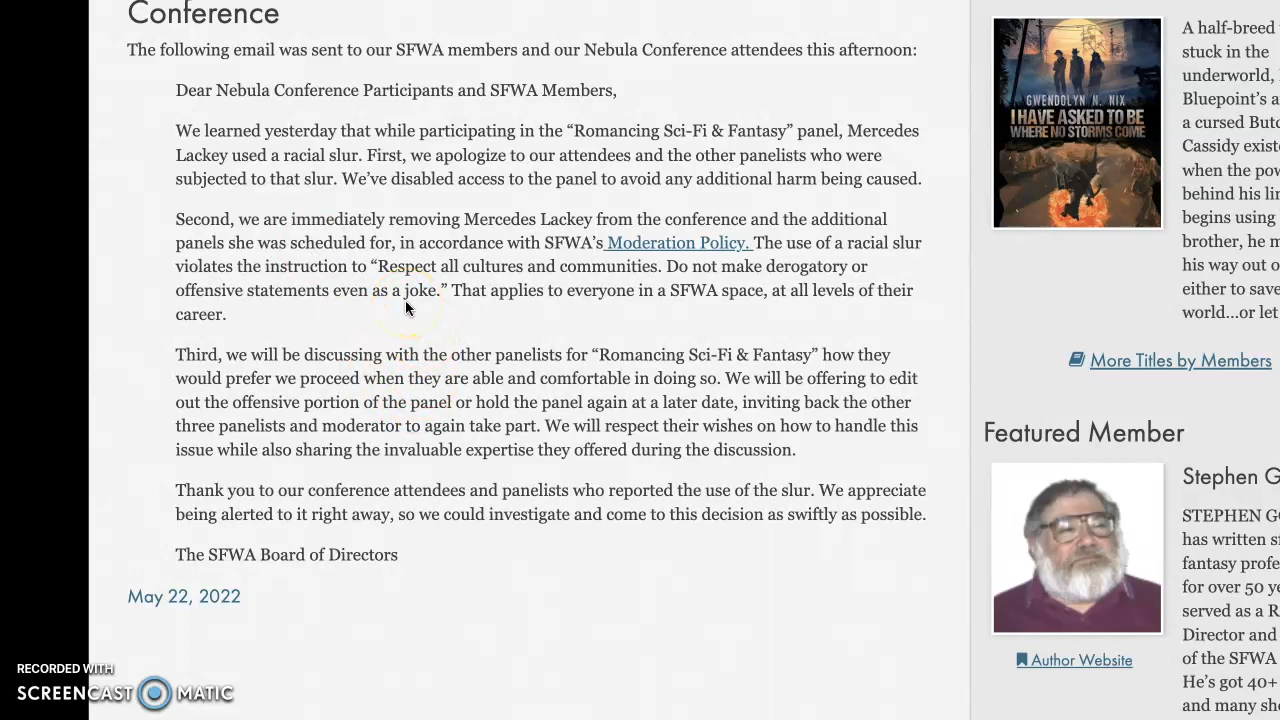 Conference
The following email was sent to our SFWA members and our Nebula Conference attendees this afternoon:
Dear Nebula Conference Participants and SFWA Members,
We learned yesterday that while participating in the “Romancing Sci-Fi & Fantasy” panel, Mercedes
Lackey used a racial slur. First, we apologize to our attendees and the other panelists who were
subjected to that slur. We’ve disabled access to the panel to avoid any additional harm being caused.
Second, we are immediately removing Mercedes Lackey from the conference and the additional
panels she was scheduled for, in accordance with SFWA’s Moderation Policy. The use of a racial slur
violates the instruction to “Respect all cultures and communities. Do not make derogatory or
offensive statements even as a joke.” That applies to everyone in a SFWA space, at all levels of their
career.
Third, we will be discussing with the other panelists for “Romancing Sci-Fi & Fantasy” how they
would prefer we proceed when they are able and comfortable in doing so. We will be offering to edit
out the offensive portion of the panel or hold the panel again at a later date, inviting back the other
three panelists and moderator to again take part. We will respect their wishes on how to handle this
issue while also sharing the invaluable expertise they offered during the discussion.
Thank you to our conference attendees and panelists who reported the use of the slur. We appreciate
being alerted to it right away, so we could investigate and come to this decision as swiftly as possible.
The SFWA Board of Directors
May 22, 2022
RECORDED WITH
SCREENCAST MATIC
GWENDOLYN N. NIX
I HAVE ASKED TO BE
WHERE NO STORMS COME
A half-breed
stuck in the
underworld,
Bluepoint’s a
a cursed Butc
Cassidy existe
when the pow
behind his lin
begins using
brother, he m
his way out o
either to save
world...or let
More Titles by Members
Featured Member
Stephen G
STEPHEN GO
has written s
fantasy profe
for over 50 ye
served as a R
Director and
of the SFWA
He’s got 40+
and many sh
Author Website